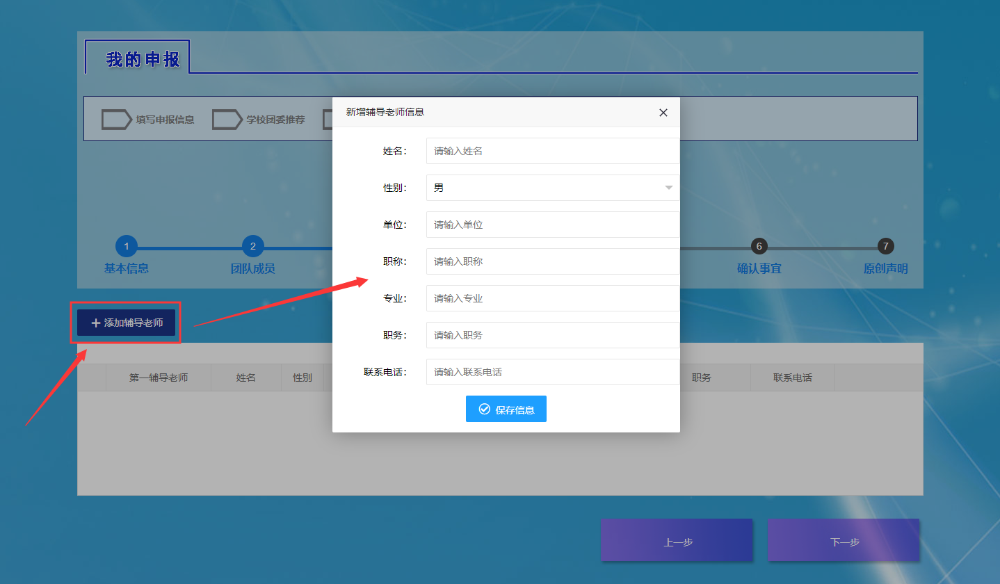 我的申报
填写申报信息
学校团委推荐
新增辅导老师信息
姓名： 请输入姓名
性别： 男
单位： 请输入单位
职称： 请输入职称
专业： 请输入专业
职务： 请输入职务
联系电话： 请输入联系电话
保存信息
1 2 6 7
基本信息 团队成员 确认事宜 原创声明
添加辅导老师
第一辅导老师 姓名 性别 职务 联系电话
上一步 下一步